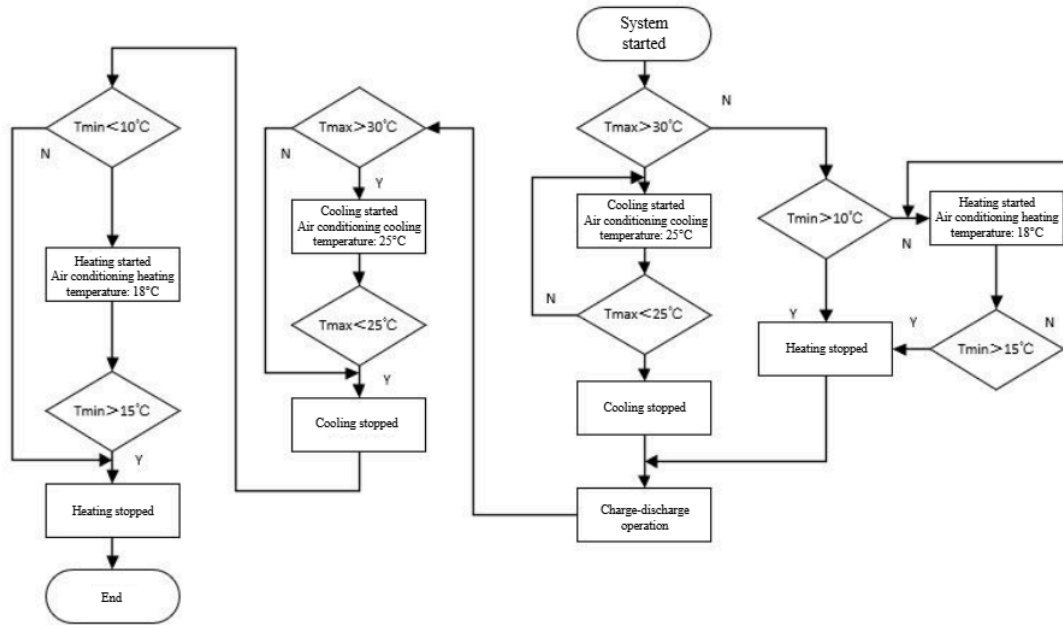 System
started
Tmax>30℃
N
Cooling started
Air conditioning cooling
temperature: 25°C
Tmax<25℃
N
Cooling stopped
Tmin>10℃
N
Y
Heating started
Air conditioning heating
temperature: 18°C
Tmin>15℃
N
Y
Heating stopped
Charge-discharge
operation
Tmax>30℃
N
Y
Cooling started
Air conditioning cooling
temperature: 25°C
Tmax<25℃
Y
Cooling stopped
Tmin<10℃
N
Heating started
Air conditioning heating
temperature: 18°C
Tmin>15℃
Y
Heating stopped
End